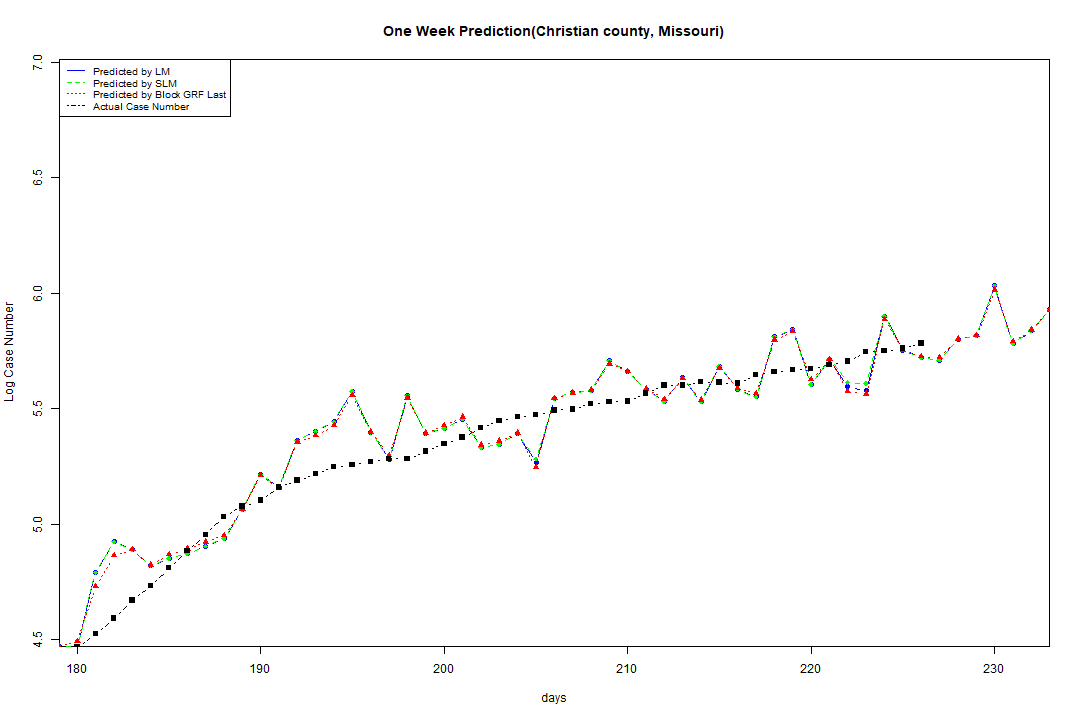 One Week Prediction(Christian county, Missouri)
Predicted by LM
Predicted by SLM
Predicted by Block GRF Last
Actual Case Number
7.0
6.5
6.0
5.5
5.0
4.5
Log Case Number
180 190 200 210 220 230
days